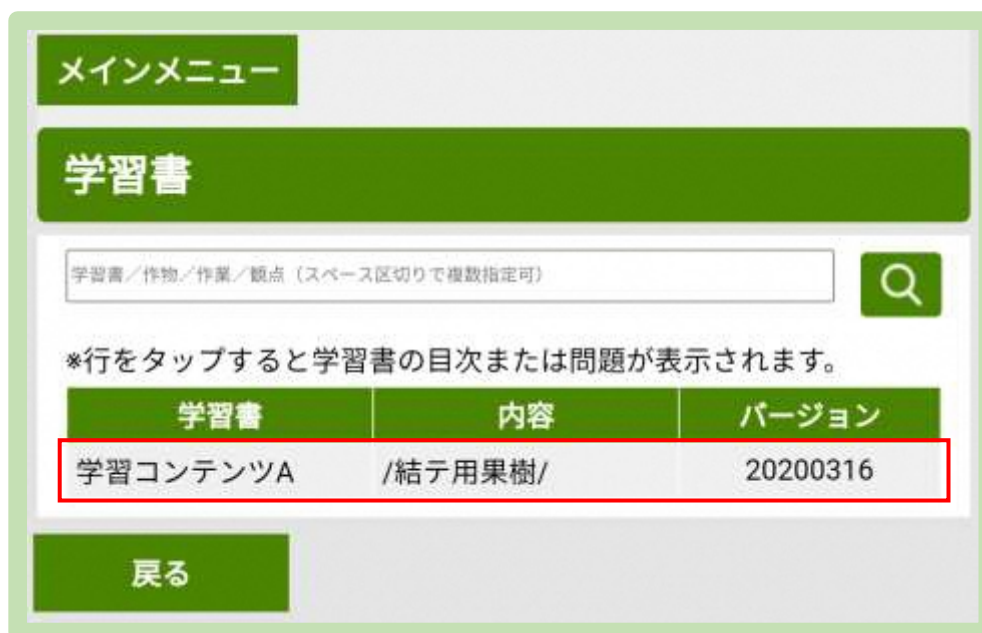 メインメニュー
学習書
学習書／作物／作業／観点（スペース区切りで複数指定可）
※行をタップすると学習書の目次または問題が表示されます。
学習書 内容 バージョン
学習コンテンツA /結テ用果樹/ 20200316
戻る